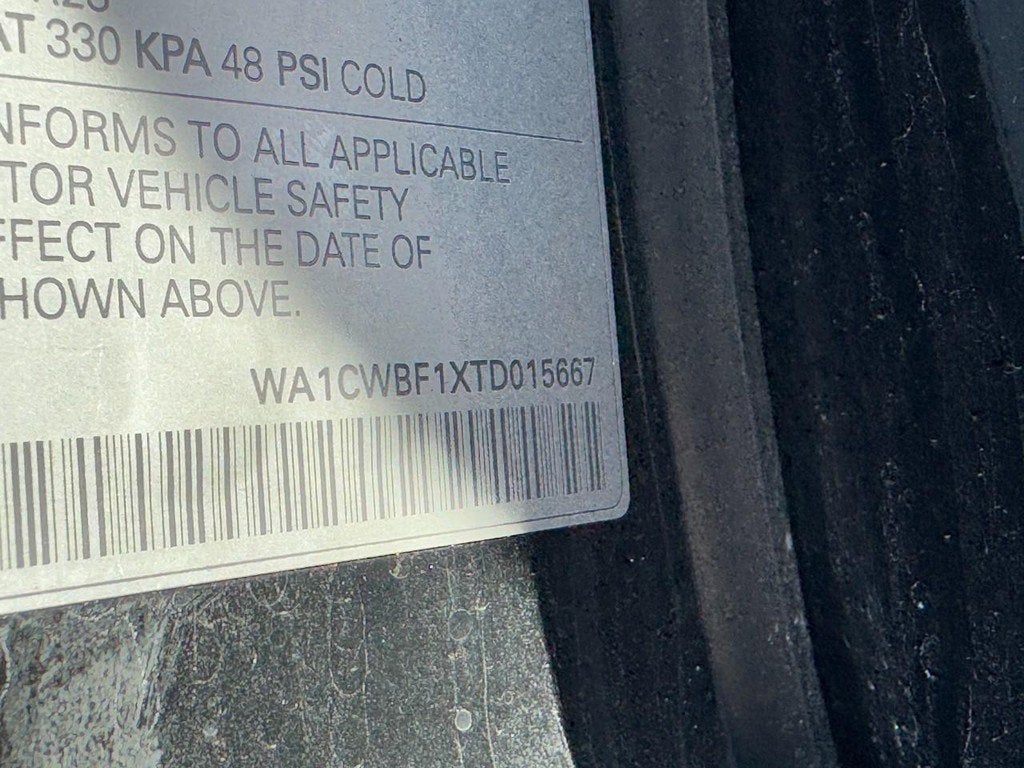 AT 330 KPA 48 PSI COLD
NFORMS TO ALL APPLICABLE
TOR VEHICLE SAFETY
FFECT ON THE DATE OF
HOWN ABOVE.
WA1CWBF1XTD015667